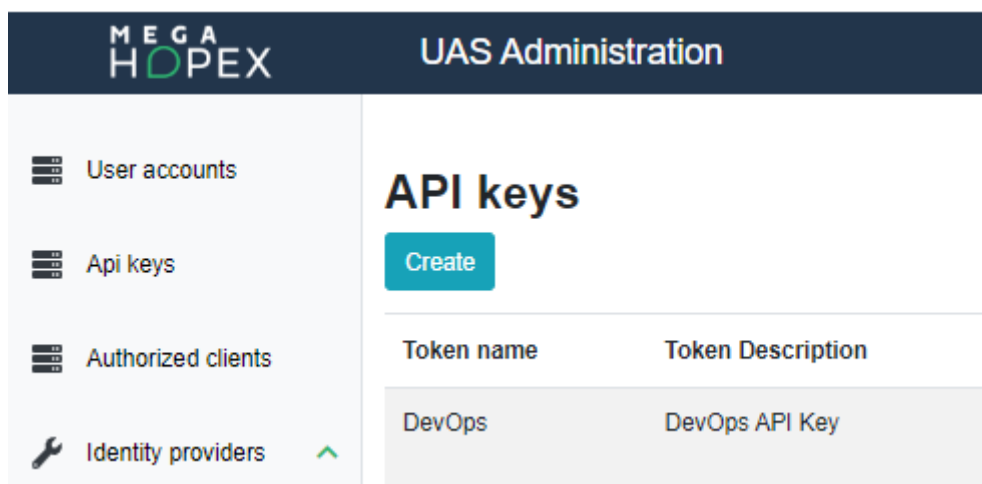 MEGA
HOPEX
UAS Administration
User accounts
Api keys
Authorized clients
Identity providers
API keys
Create
Token name Token Description
DevOps DevOps API Key